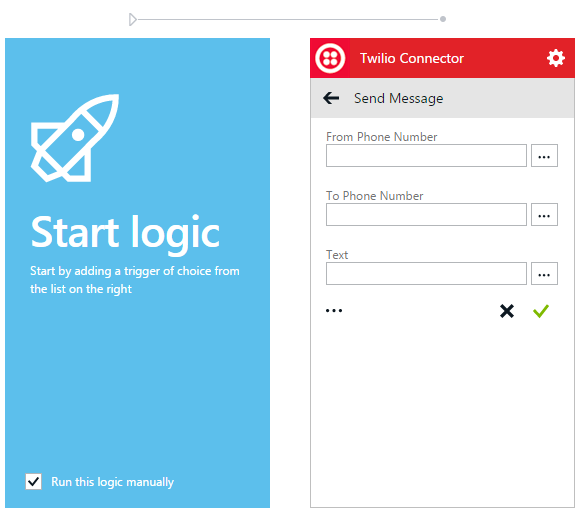 Start logic
Start by adding a trigger of choice from
the list on the right
Run this logic manually
Twilio Connector
Send Message
From Phone Number
...
To Phone Number
...
Text
...
...